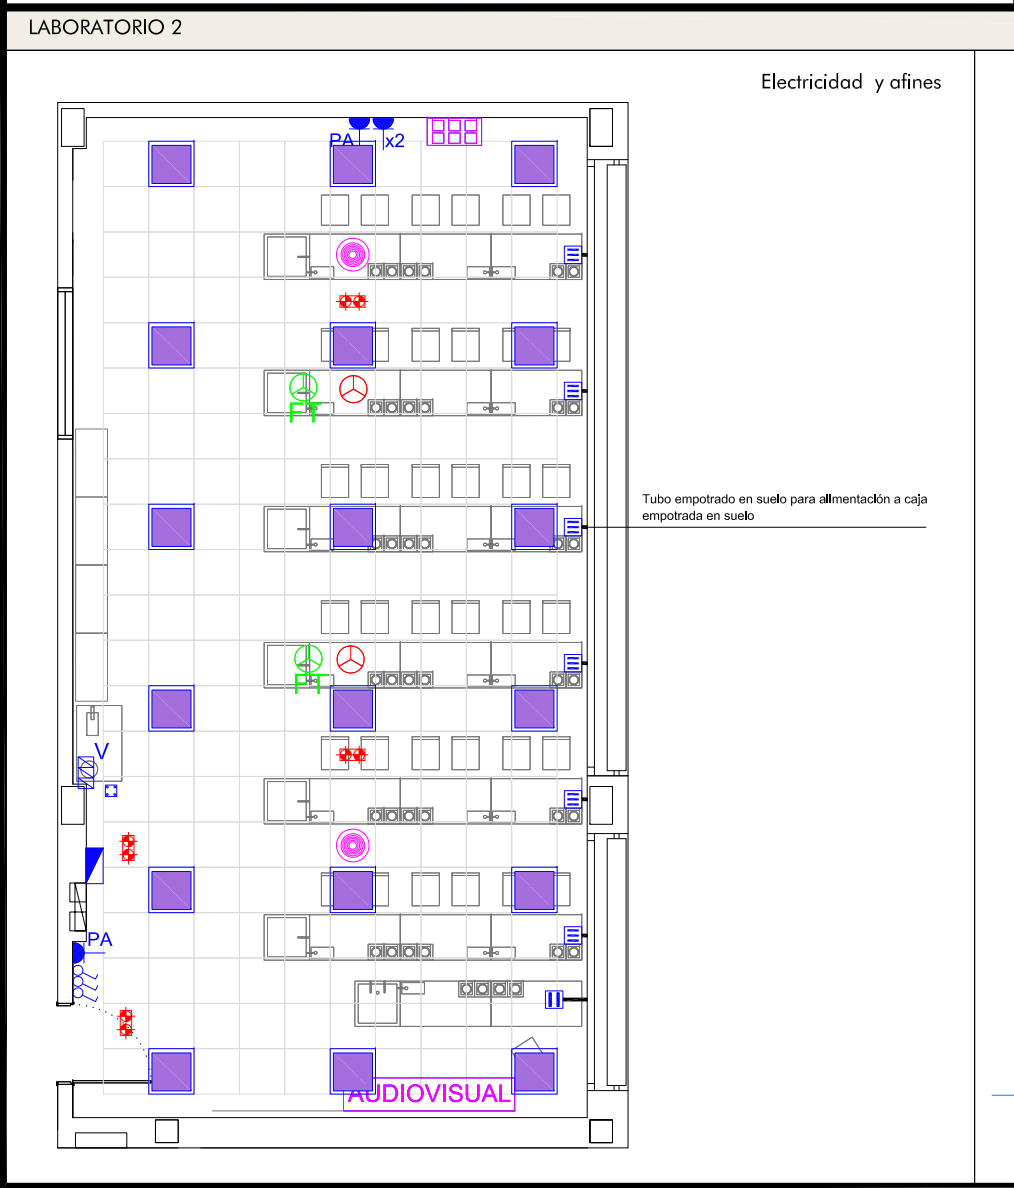 LABORATORIO 2
Electricidad y afines
PA
x2
FT
Tubo empotrado en suelo para alimentación a caja
empotrada en suelo
FT
V
PA
AUDIOVISUAL